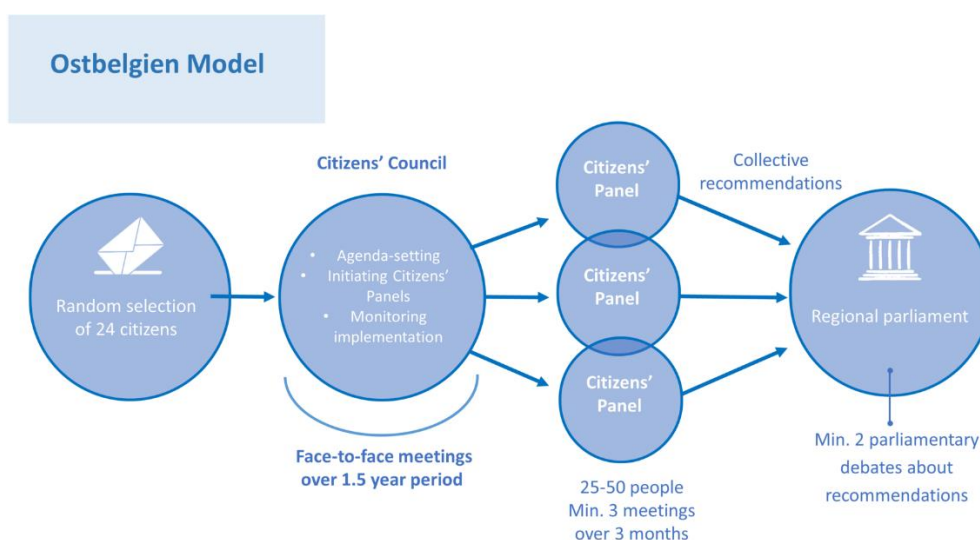 Ostbelgien Model
Random selection
of 24 citizens
Citizens' Council
• Agenda-setting
• Initiating Citizens'
Panels
• Monitoring
implementation
Face-to-face meetings
over 1.5 year period
Citizens'
Panel
Citizens'
Panel
Citizens'
Panel
25-50 people
Min. 3 meetings
over 3 months
Collective
recommendations
Regional parliament
Min. 2 parliamentary
debates about
recommendations